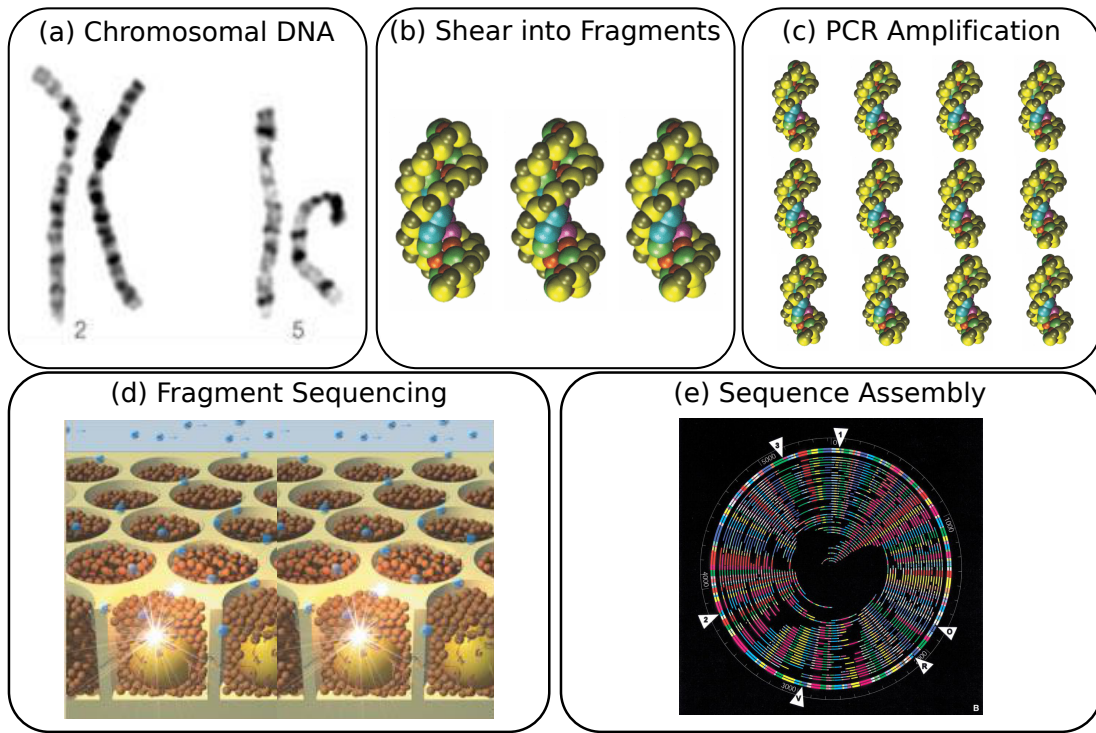 (a) Chromosomal DNA
2
5
(b) Shear into Fragments
(c) PCR Amplification
(d) Fragment Sequencing
(e) Sequence Assembly
3
1
0
5000
1000
4000
2
O
R
3000
V
B